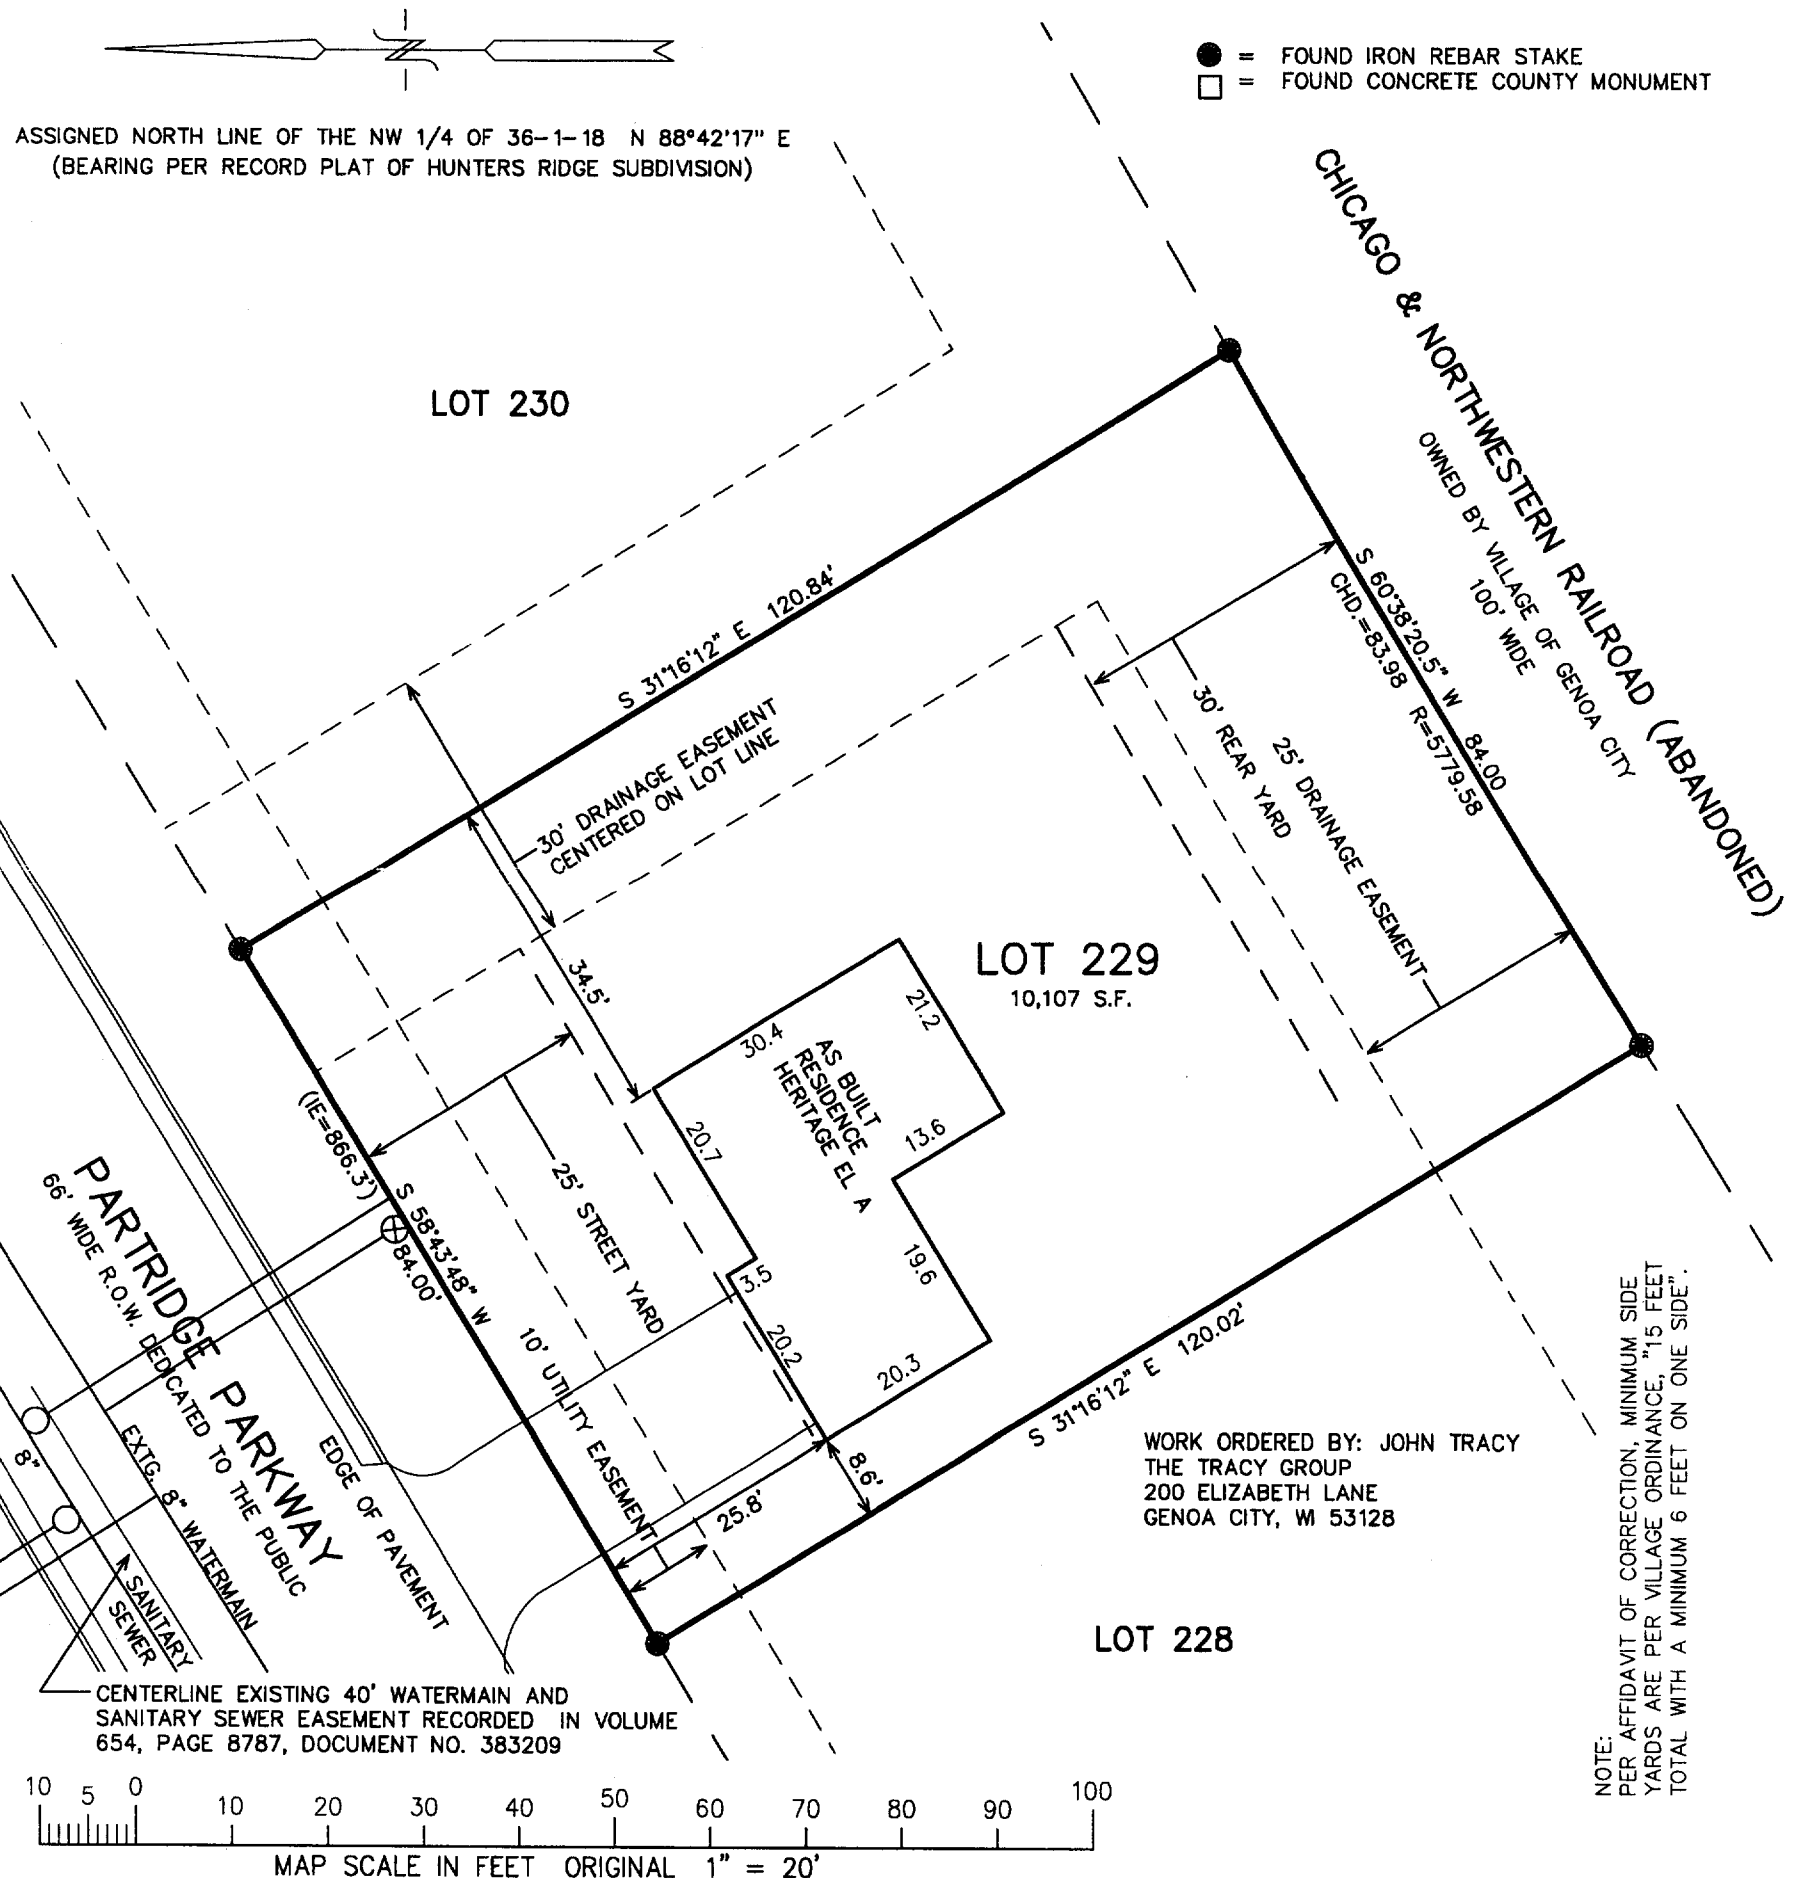 ● = FOUND IRON REBAR STAKE
□ = FOUND CONCRETE COUNTY MONUMENT
ASSIGNED NORTH LINE OF THE NW 1/4 OF 36-1-18 N 88°42'17" E
(BEARING PER RECORD PLAT OF HUNTERS RIDGE SUBDIVISION)
CHICAGO & NORTHWESTERN RAILROAD (ABANDONED)
OWNED BY VILLAGE OF GENOA CITY
100' WIDE
LOT 230
S 31°16'12" E 120.84'
S 60°38'20.5" W 84.00
CHD.=83.98 R=5779.58
30' DRAINAGE EASEMENT
CENTERED ON LOT LINE
30' REAR YARD
25' DRAINAGE EASEMENT
34.5'
LOT 229
10,107 S.F.
21.2
30.4
AS BUILT
RESIDENCE
HERITAGE EL A
20.7
13.6
19.6
3.5
20.2
20.3
(IE=866.3')
S 58°43'48" W
84.00'
25' STREET YARD
10' UTILITY EASEMENT
PARTRIDGE PARKWAY
66' WIDE R.O.W. DEDICATED TO THE PUBLIC
EDGE OF PAVEMENT
EXTG. 8" WATERMAIN
8"
SANITARY
SEWER
25.8'
8.6'
S 31°16'12" E 120.02'
WORK ORDERED BY: JOHN TRACY
THE TRACY GROUP
200 ELIZABETH LANE
GENOA CITY, WI 53128
LOT 228
NOTE:
PER AFFIDAVIT OF CORRECTION, MINIMUM SIDE
YARDS ARE PER VILLAGE ORDINANCE, "15 FEET
TOTAL WITH A MINIMUM 6 FEET ON ONE SIDE".
CENTERLINE EXISTING 40' WATERMAIN AND
SANITARY SEWER EASEMENT RECORDED IN VOLUME
654, PAGE 8787, DOCUMENT NO. 383209
10 5 0 10 20 30 40 50 60 70 80 90 100
MAP SCALE IN FEET ORIGINAL 1" = 20'